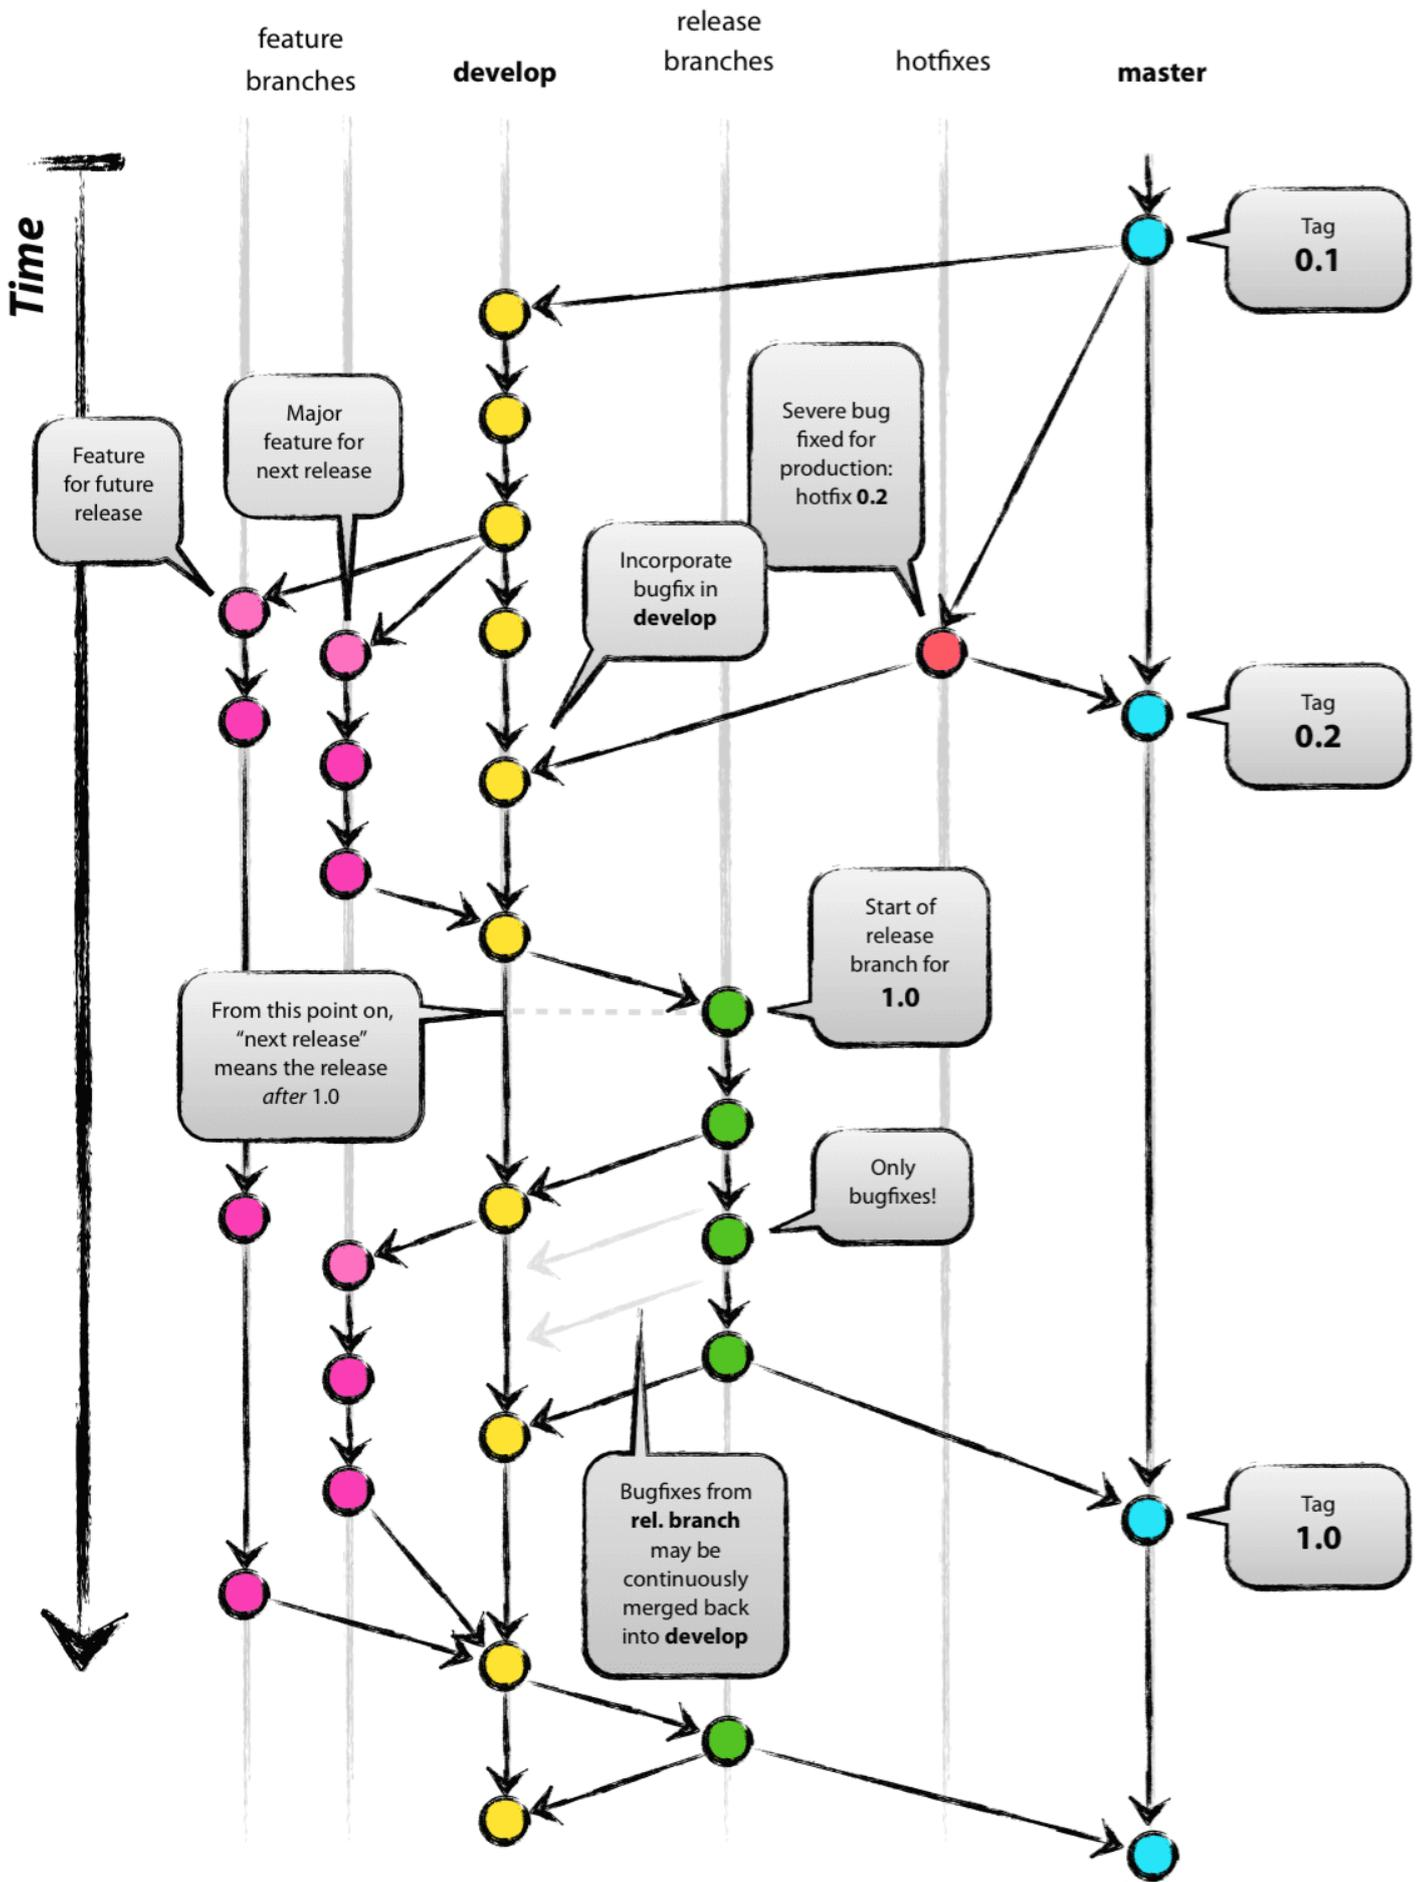 feature
branches
develop
release
branches
hotfixes
master
Time
Tag
0.1
Major
feature for
next release
Feature
for future
release
Severe bug
fixed for
production:
hotfix 0.2
Incorporate
bugfix in
develop
Tag
0.2
Start of
release
branch for
1.0
From this point on,
“next release”
means the release
after 1.0
Only
bugfixes!
Bugfixes from
rel. branch
may be
continuously
merged back
into develop
Tag
1.0